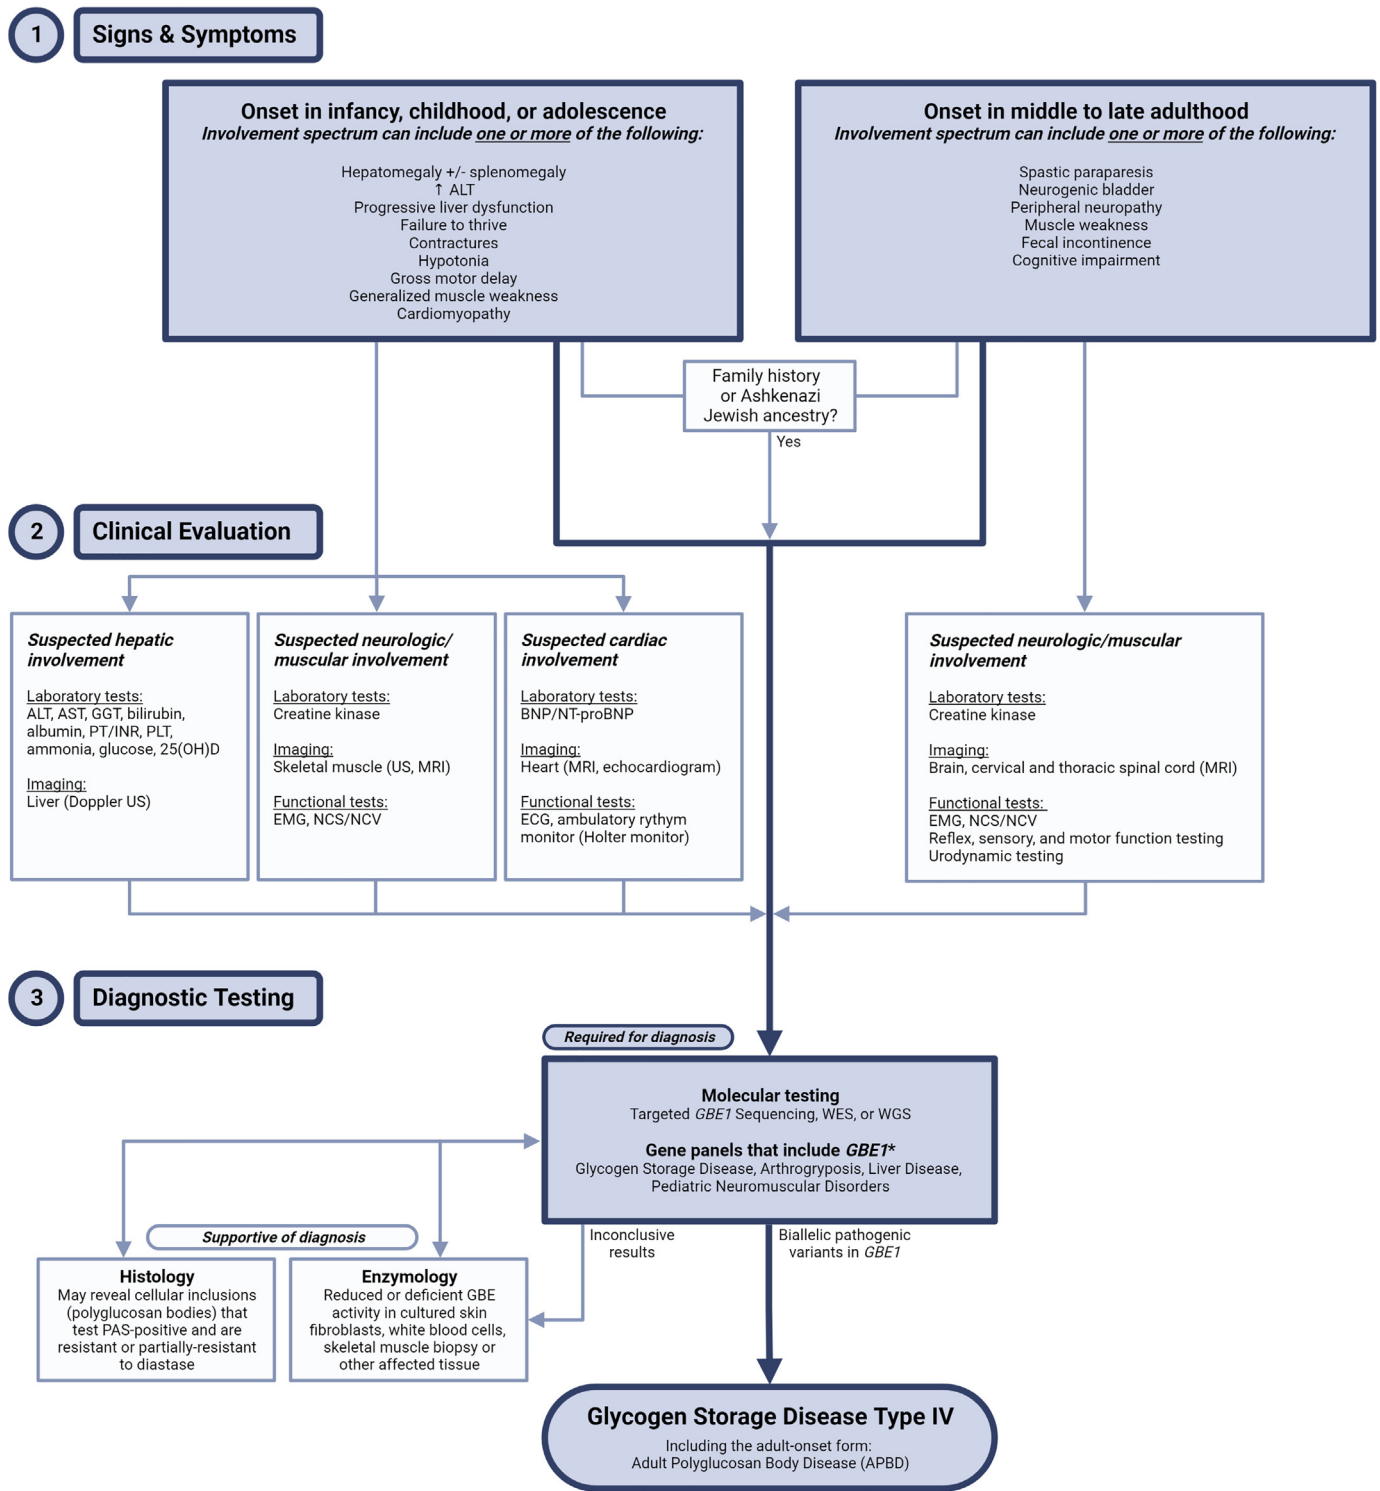 1
Signs & Symptoms
Onset in infancy, childhood, or adolescence
Involvement spectrum can include one or more of the following:
Hepatomegaly +/- splenomegaly
↑ ALT
Progressive liver dysfunction
Failure to thrive
Contractures
Hypotonia
Gross motor delay
Generalized muscle weakness
Cardiomyopathy
Onset in middle to late adulthood
Involvement spectrum can include one or more of the following:
Spastic paraparesis
Neurogenic bladder
Peripheral neuropathy
Muscle weakness
Fecal incontinence
Cognitive impairment
Family history
or Ashkenazi
Jewish ancestry?
Yes
2
Clinical Evaluation
Suspected hepatic
involvement
Laboratory tests:
ALT, AST, GGT, bilirubin,
albumin, PT/INR, PLT,
ammonia, glucose, 25(OH)D
Imaging:
Liver (Doppler US)
Suspected neurologic/
muscular involvement
Laboratory tests:
Creatine kinase
Imaging:
Skeletal muscle (US, MRI)
Functional tests:
EMG, NCS/NCV
Suspected cardiac
involvement
Laboratory tests:
BNP/NT-proBNP
Imaging:
Heart (MRI, echocardiogram)
Functional tests:
ECG, ambulatory rythym
monitor (Holter monitor)
Suspected neurologic/muscular
involvement
Laboratory tests:
Creatine kinase
Imaging:
Brain, cervical and thoracic spinal cord (MRI)
Functional tests:
EMG, NCS/NCV
Reflex, sensory, and motor function testing
Urodynamic testing
3
Diagnostic Testing
Required for diagnosis
Molecular testing
Targeted GBE1 Sequencing, WES, or WGS
Gene panels that include GBE1*
Glycogen Storage Disease, Arthrogryposis, Liver Disease,
Pediatric Neuromuscular Disorders
Supportive of diagnosis
Histology
May reveal cellular inclusions
(polyglucosan bodies) that
test PAS-positive and are
resistant or partially-resistant
to diastase
Enzymology
Reduced or deficient GBE
activity in cultured skin
fibroblasts, white blood cells,
skeletal muscle biopsy or
other affected tissue
Inconclusive
results
Biallelic pathogenic
variants in GBE1
Glycogen Storage Disease Type IV
Including the adult-onset form:
Adult Polyglucosan Body Disease (APBD)